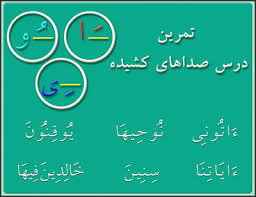 تمرین
درس صداهای کشیده
ـَا
ـُو
ـِی
ءَاتُونِی نُوحِیهَا یُوقِنُونَ
ءَایَاتِنَا سِنِینَ خَالِدِینَ فِیهَا